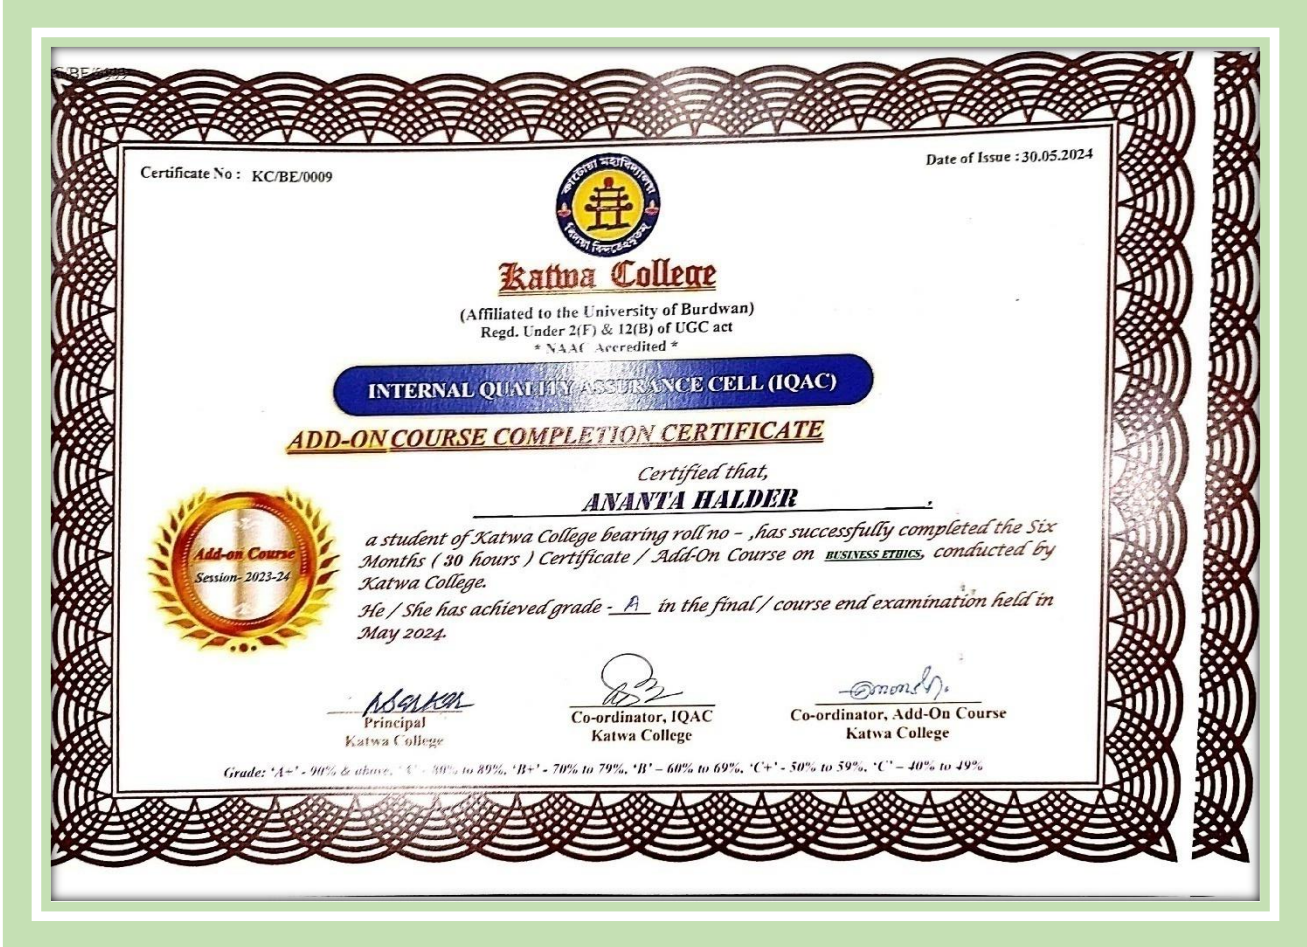 Certificate No : KC/BE/0009
Date of Issue : 30.05.2024
কাটোয়া মহাবিদ্যালয়
Katwa College
(Affiliated to the University of Burdwan)
Regd. Under 2(F) & 12(B) of UGC act
* NAAC Accredited *
INTERNAL QUALITY ASSURANCE CELL (IQAC)
ADD-ON COURSE COMPLETION CERTIFICATE
Certified that,
ANANTA HALDER .
a student of Katwa College bearing roll no – ,has successfully completed the Six
Months ( 30 hours ) Certificate / Add-On Course on BUSINESS ETHICS, conducted by
Katwa College.
He / She has achieved grade - A in the final / course end examination held in
May 2024.
Add-on Course
Session- 2023-24
Principal
Katwa College
Co-ordinator, IQAC
Katwa College
Co-ordinator, Add-On Course
Katwa College
Grade: 'A+' - 90% & above, 'A' - 80% to 89%, 'B+' - 70% to 79%, 'B' – 60% to 69%, 'C+' - 50% to 59%, 'C' – 40% to 49%